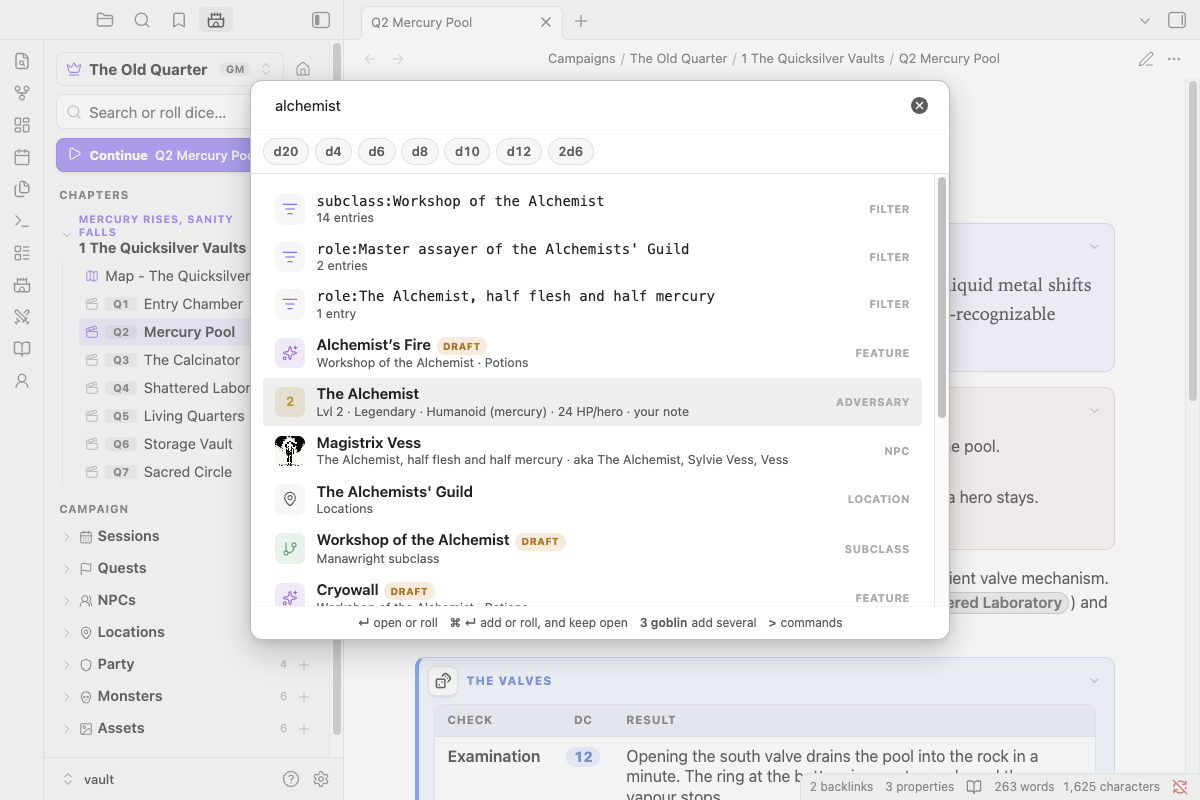 Q2 Mercury Pool
The Old Quarter GM
Campaigns / The Old Quarter / 1 The Quicksilver Vaults / Q2 Mercury Pool
Search or roll dice...
Continue Q2 Mercury
CHAPTERS
MERCURY RISES, SANITY
FALLS
1 The Quicksilver Vaults
Map - The Quicksilver
Q1 Entry Chamber
Q2 Mercury Pool
Q3 The Calcinator
Q4 Shattered
Q5 Living Quarters
Q6 Storage Vault
Q7 Sacred Circle
CAMPAIGN
Sessions
Quests
NPCs
Locations
Party 4
Monsters 6
Assets 6
vault
alchemist
d20 d4 d6 d8 d10 d12 2d6
subclass:Workshop of the Alchemist
14 entries
FILTER
role:Master assayer of the Alchemists' Guild
2 entries
FILTER
role:The Alchemist, half flesh and half mercury
1 entry
FILTER
Alchemist's Fire DRAFT
Workshop of the Alchemist · Potions
FEATURE
2
The Alchemist
Lvl 2 · Legendary · Humanoid (mercury) · 24 HP/hero · your note
ADVERSARY
Magistrix Vess
The Alchemist, half flesh and half mercury · aka The Alchemist, Sylvie Vess, Vess
NPC
The Alchemists' Guild
Locations
LOCATION
Workshop of the Alchemist DRAFT
Manawright subclass
SUBCLASS
Cryowall DRAFT
Workshop of the Alchemist · Potions
FEATURE
↵ open or roll ⌘ ↵ add or roll, and keep open 3 goblin add several > commands
liquid metal shifts
-recognizable
pool.
a hero stays.
valve mechanism.
Laboratory ) and
THE VALVES
CHECK DC RESULT
Examination 12 Opening the south valve drains the pool into the rock in a
minute. The ring at the
vapour stops
2 backlinks 3 properties 263 words 1,625 characters